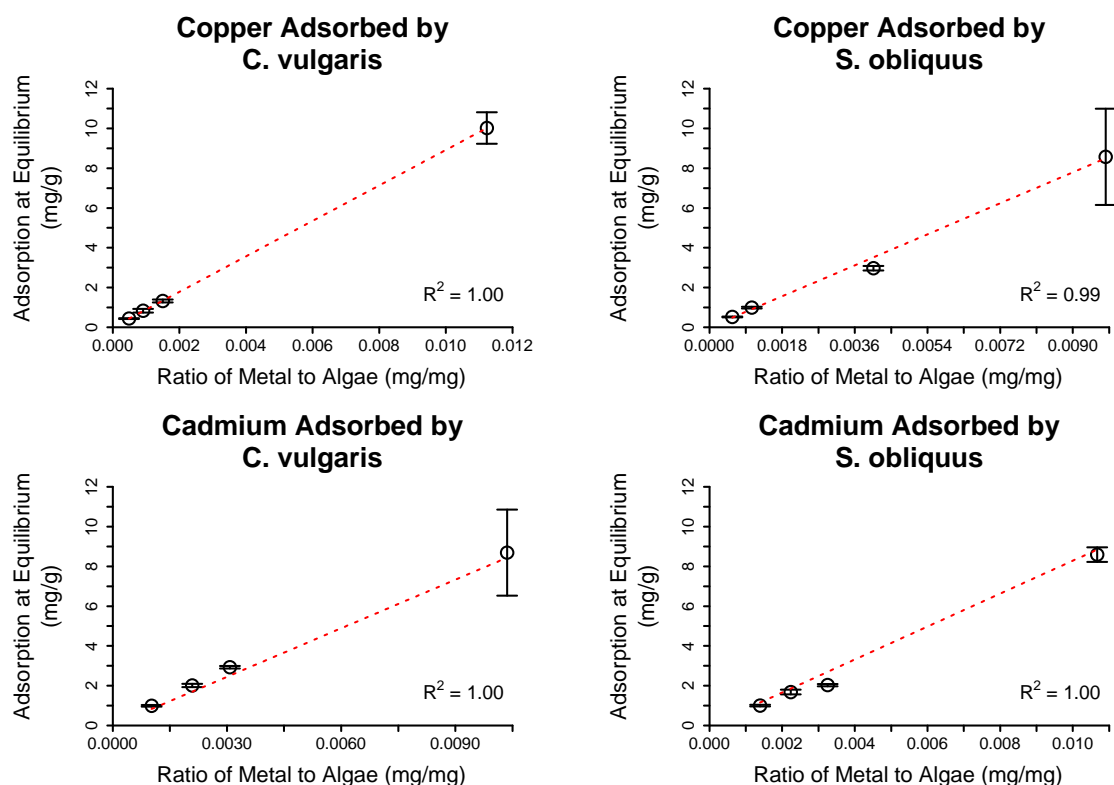 Copper Adsorbed by
C. vulgaris
Adsorption at Equilibrium
(mg/g)
0 2 4 6 8 10 12
R² = 1.00
0.000 0.002 0.004 0.006 0.008 0.010 0.012
Ratio of Metal to Algae (mg/mg)
Copper Adsorbed by
S. obliquus
Adsorption at Equilibrium
(mg/g)
0 2 4 6 8 10 12
R² = 0.99
0.0000 0.0018 0.0036 0.0054 0.0072 0.0090
Ratio of Metal to Algae (mg/mg)
Cadmium Adsorbed by
C. vulgaris
Adsorption at Equilibrium
(mg/g)
0 2 4 6 8 10 12
R² = 1.00
0.0000 0.0030 0.0060 0.0090
Ratio of Metal to Algae (mg/mg)
Cadmium Adsorbed by
S. obliquus
Adsorption at Equilibrium
(mg/g)
0 2 4 6 8 10 12
R² = 1.00
0.000 0.002 0.004 0.006 0.008 0.010
Ratio of Metal to Algae (mg/mg)